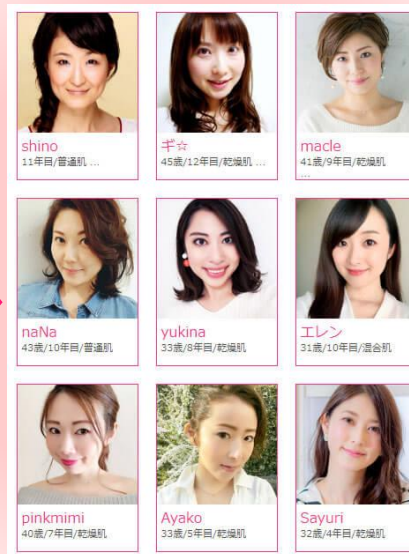 shino
11年目/普通肌 ...
ギ☆
45歳/12年目/乾燥肌 ...
macle
41歳/9年目/乾燥肌
...
naNa
43歳/10年目/普通肌
yukina
33歳/8年目/乾燥肌
エレン
31歳/10年目/混合肌
pinkmimi
40歳/7年目/乾燥肌
Ayako
33歳/5年目/乾燥肌
Sayuri
32歳/4年目/乾燥肌